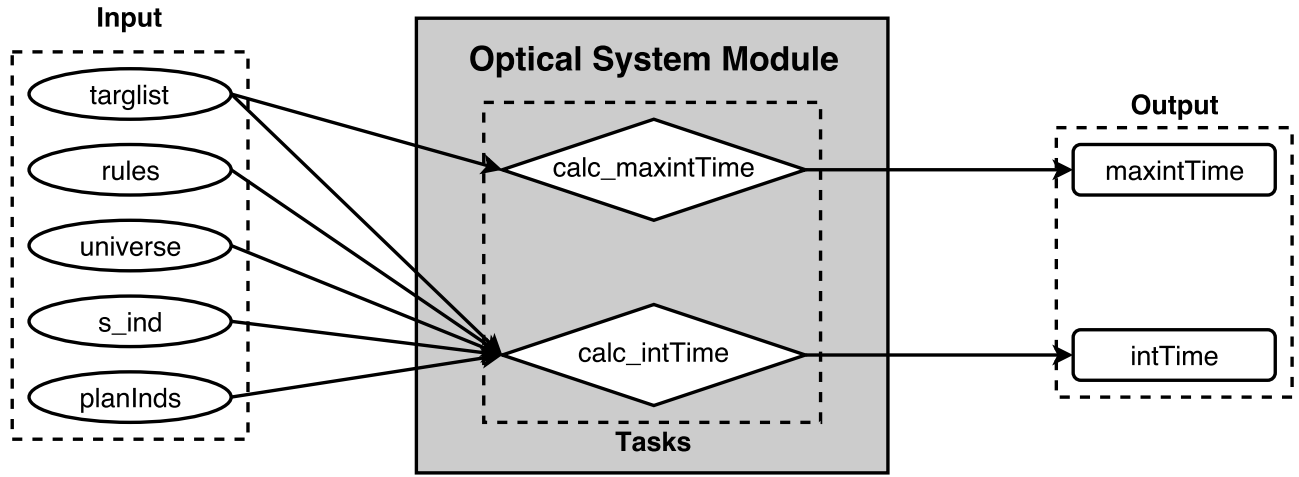 Input
targlist
rules
universe
s_ind
planInds
Optical System Module
calc_maxintTime
calc_intTime
Tasks
Output
maxintTime
intTime